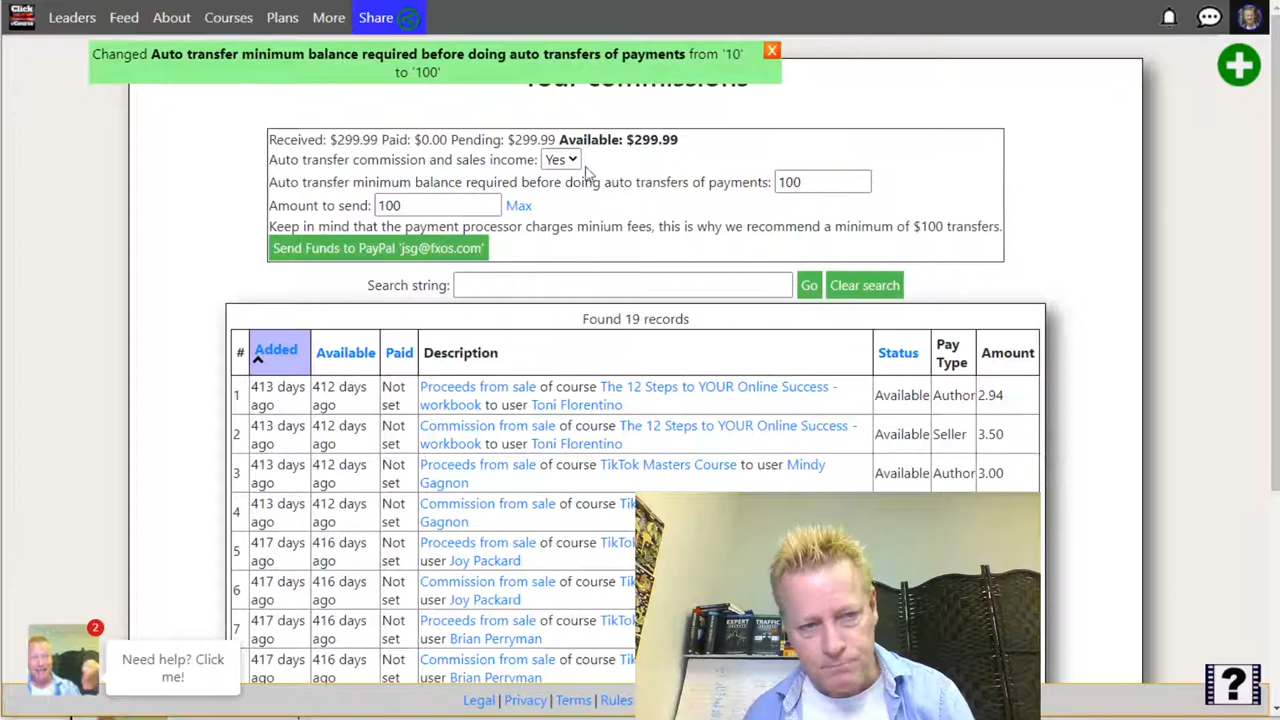 Click
eCourse
Leaders Feed About Courses Plans More Share
Changed Auto transfer minimum balance required before doing auto transfers of payments from '10'
to '100'
X
Your commissions
Received: $299.99 Paid: $0.00 Pending: $299.99 Available: $299.99
Auto transfer commission and sales income: Yes
Auto transfer minimum balance required before doing auto transfers of payments: 100
Amount to send: 100 Max
Keep in mind that the payment processor charges minium fees, this is why we recommend a minimum of $100 transfers.
Send Funds to PayPal 'jsg@fxos.com'
Search string: Go Clear search
Found 19 records
# Added Available Paid Description Status Pay Type Amount
1 413 days ago 412 days ago Not set Proceeds from sale of course The 12 Steps to YOUR Online Success - workbook to user Toni Florentino Available Author 2.94
2 413 days ago 412 days ago Not set Commission from sale of course The 12 Steps to YOUR Online Success - workbook to user Toni Florentino Available Seller 3.50
3 413 days ago 412 days ago Not set Proceeds from sale of course TikTok Masters Course to user Mindy Gagnon Available Author 3.00
4 413 days ago 412 days ago Not set Commission from sale of course Tik Gagnon
5 417 days ago 416 days ago Not set Proceeds from sale of course TikTok user Joy Packard
6 417 days ago 416 days ago Not set Commission from sale of course Tik user Joy Packard
7 417 days ago 416 days ago Not set Proceeds from sale of course TikTok user Brian Perryman
417 days ago 416 days ago Not set Commission from sale of course Tik user Brian Perryman
2
Need help? Click
me!
EXPERT
SECRETS
TRAFFIC
SECRETS
?
Legal | Privacy | Terms | Rules